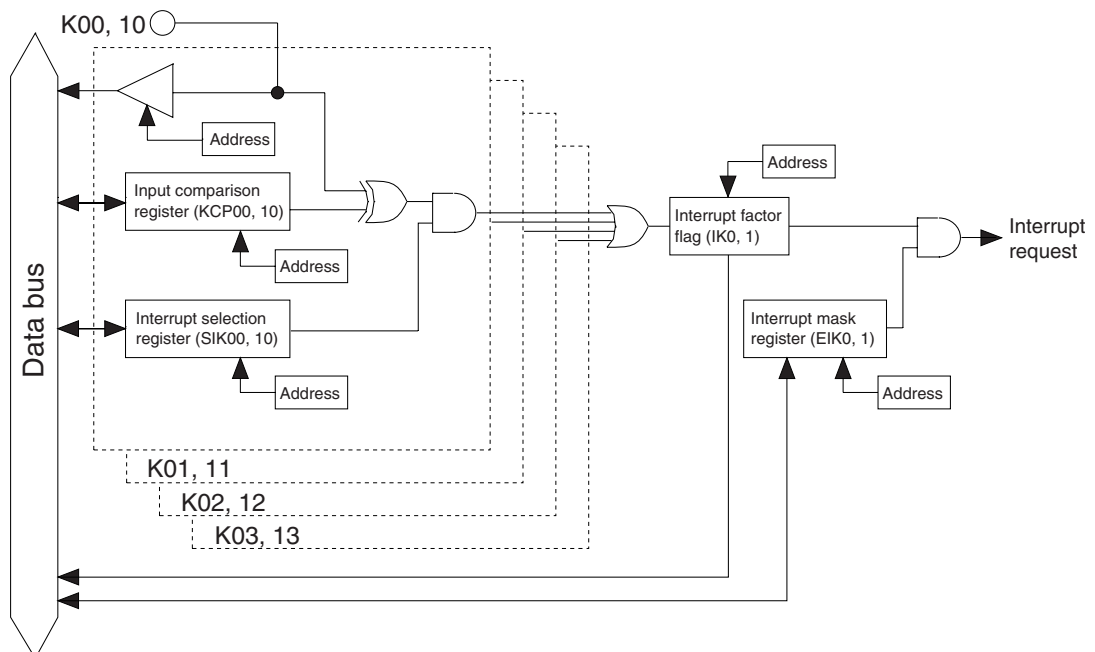 K00, 10
Address
Input comparison
register (KCP00, 10)
Address
Interrupt selection
register (SIK00, 10)
Address
K01, 11
K02, 12
K03, 13
Data bus
Address
Interrupt factor
flag (IK0, 1)
Interrupt
request
Interrupt mask
register (EIK0, 1)
Address